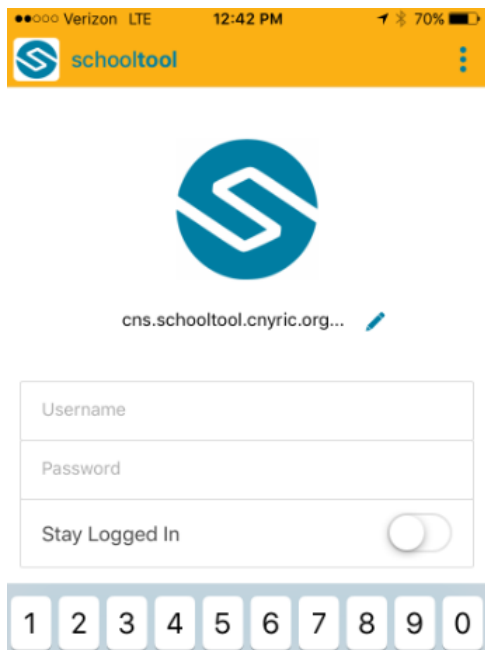 Verizon LTE 12:42 PM 70%
schooltool
cns.schooltool.cnyric.org...
Username
Password
Stay Logged In
1 2 3 4 5 6 7 8 9 0